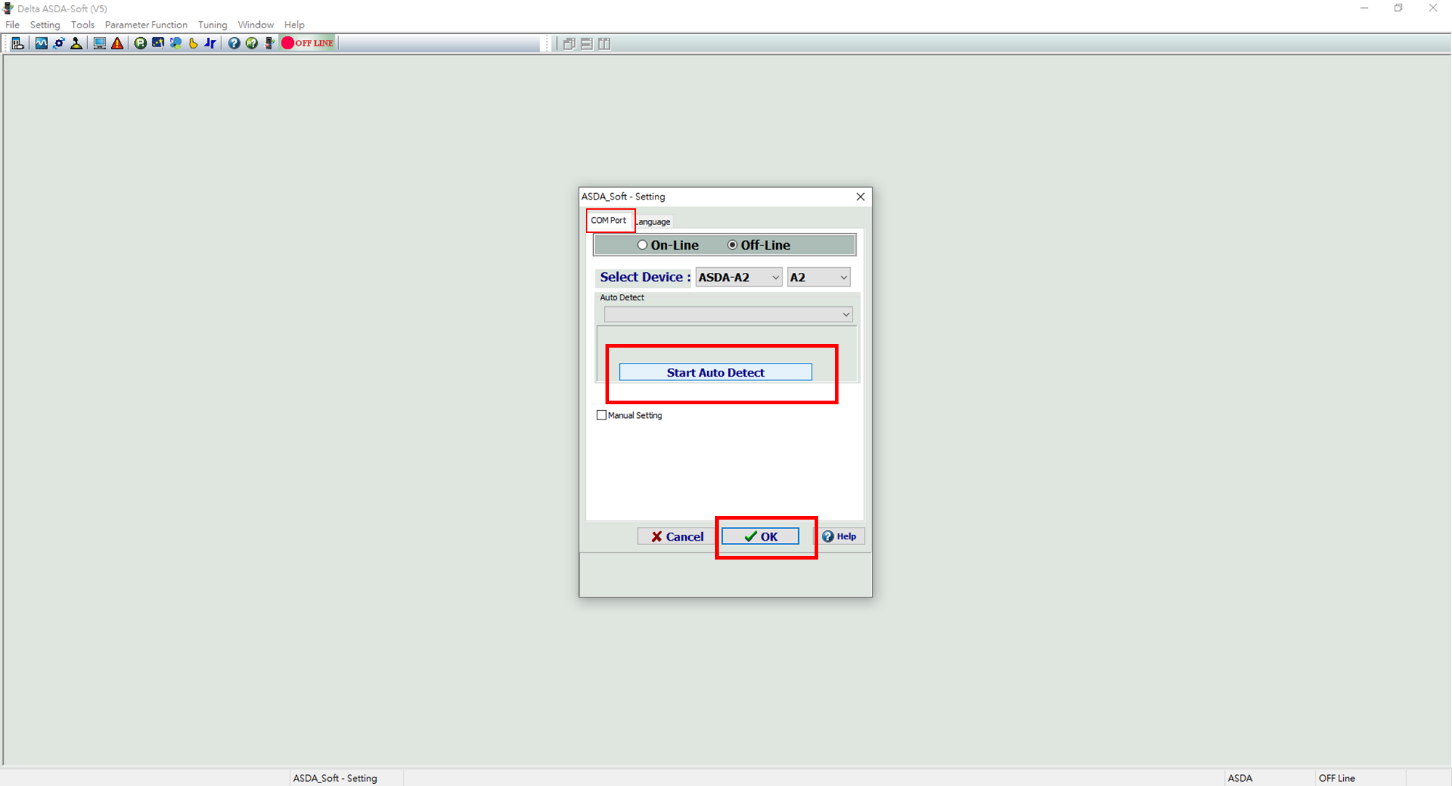 Delta ASDA-Soft (V5)
File Setting Tools Parameter Function Tuning Window Help
OFF LINE
ASDA_Soft - Setting
COM Port Language
On-Line Off-Line
Select Device : ASDA-A2 A2
Auto Detect
Start Auto Detect
Manual Setting
Cancel OK Help
ASDA_Soft - Setting ASDA OFF Line